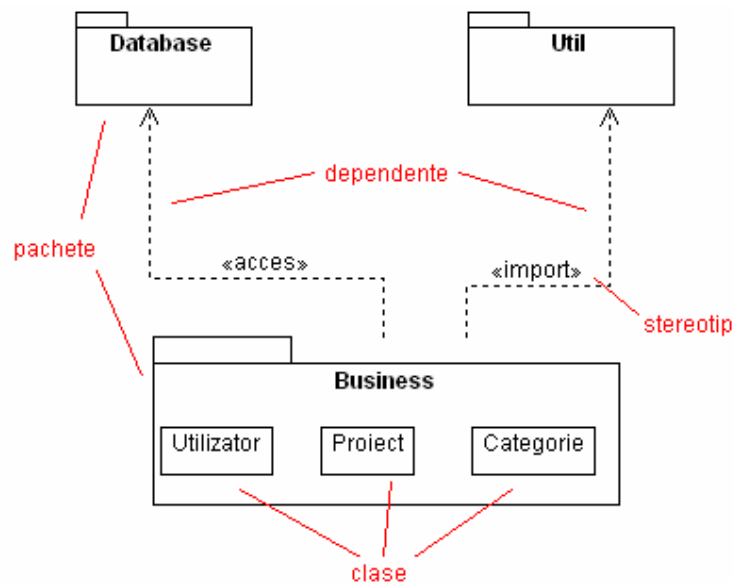 Database
Util
dependente
pachete
«acces»
«import»
stereotip
Business
Utilizator
Proiect
Categorie
clase